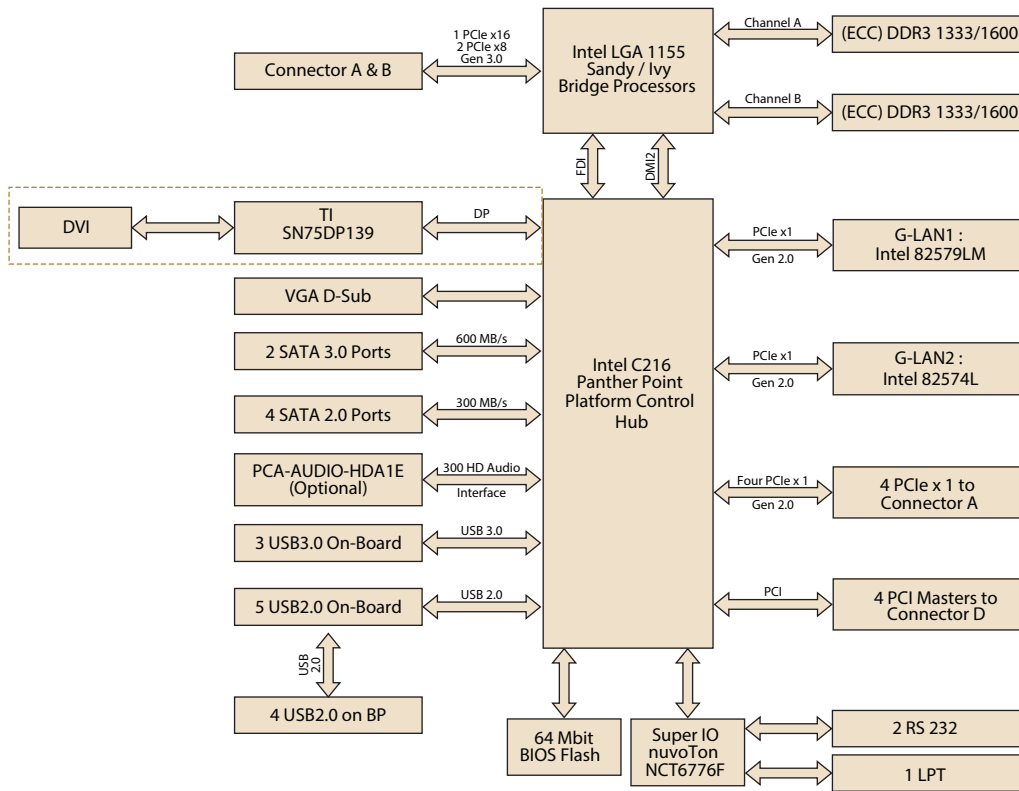 1 PCIe x16
2 PCIe x8
Gen 3.0
Connector A & B
Intel LGA 1155
Sandy / Ivy
Bridge Processors
Channel A
(ECC) DDR3 1333/1600
Channel B
(ECC) DDR3 1333/1600
FDI
DMI2
DVI
TI
SN75DP139
DP
VGA D-Sub
2 SATA 3.0 Ports
600 MB/s
4 SATA 2.0 Ports
300 MB/s
PCA-AUDIO-HDA1E
(Optional)
300 HD Audio
Interface
3 USB3.0 On-Board
USB 3.0
5 USB2.0 On-Board
USB 2.0
USB
2.0
4 USB2.0 on BP
Intel C216
Panther Point
Platform Control
Hub
PCIe x1
Gen 2.0
G-LAN1 :
Intel 82579LM
PCIe x1
Gen 2.0
G-LAN2 :
Intel 82574L
Four PCIe x 1
Gen 2.0
4 PCIe x 1 to
Connector A
PCI
4 PCI Masters to
Connector D
64 Mbit
BIOS Flash
Super IO
nuvoTon
NCT6776F
2 RS 232
1 LPT